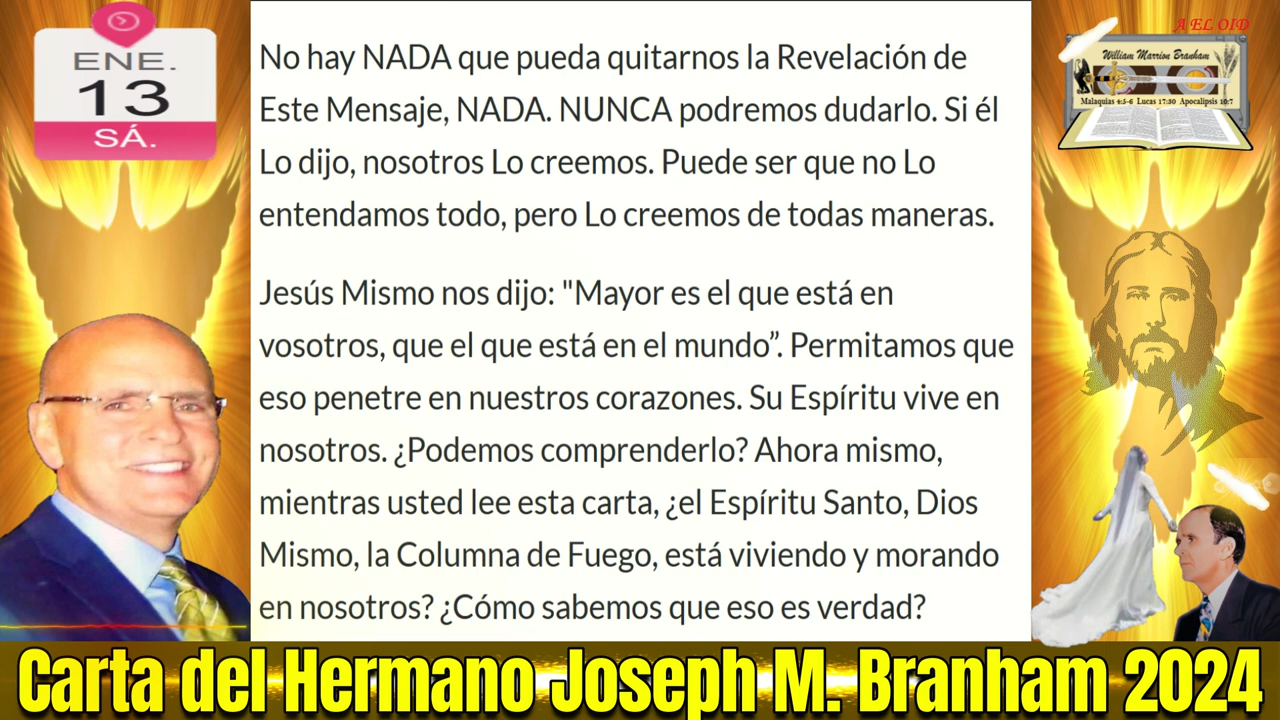 ENE.
13
SÁ.
No hay NADA que pueda quitarnos la Revelación de
Este Mensaje, NADA. NUNCA podremos dudarlo. Si él
Lo dijo, nosotros Lo creemos. Puede ser que no Lo
entendamos todo, pero Lo creemos de todas maneras.
Jesús Mismo nos dijo: "Mayor es el que está en
vosotros, que el que está en el mundo”. Permitamos que
eso penetre en nuestros corazones. Su Espíritu vive en
nosotros. ¿Podemos comprenderlo? Ahora mismo,
mientras usted lee esta carta, ¿el Espíritu Santo, Dios
Mismo, la Columna de Fuego, está viviendo y morando
en nosotros? ¿Cómo sabemos que eso es verdad?
A EL OID
William Marrion Branham
Malaquias 4:5-6 Lucas 17:30 Apocalipsis 10:7
Carta del Hermano Joseph M. Branham 2024